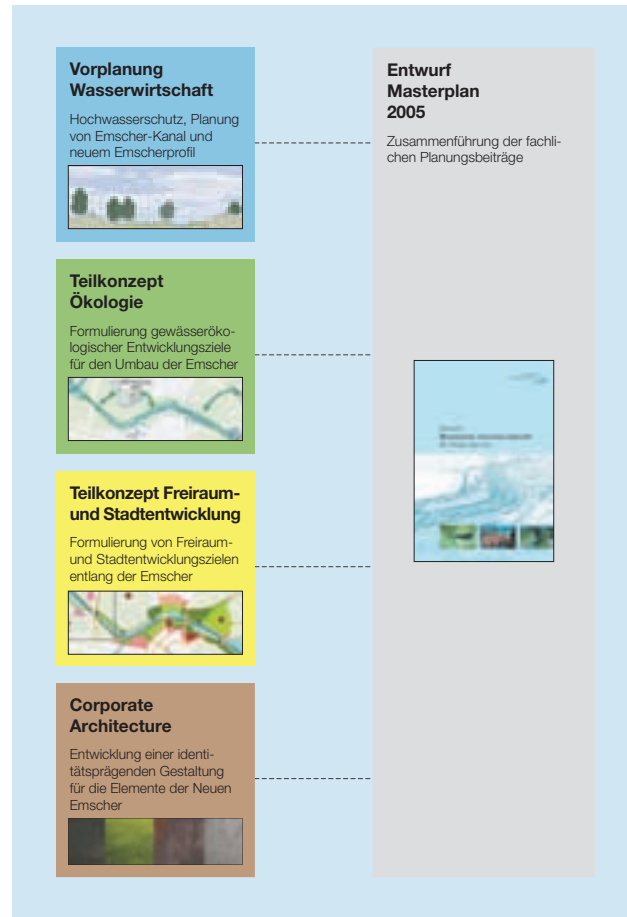 Vorplanung
Wasserwirtschaft
Hochwasserschutz, Planung
von Emscher-Kanal und
neuem Emscherprofil
Teilkonzept
Ökologie
Formulierung gewässeröko-
logischer Entwicklungsziele
für den Umbau der Emscher
Teilkonzept Freiraum-
und Stadtentwicklung
Formulierung von Freiraum-
und Stadtentwicklungszielen
entlang der Emscher
Corporate
Architecture
Entwicklung einer identi-
tätsprägenden Gestaltung
für die Elemente der Neuen
Emscher
Entwurf
Masterplan
2005
Zusammenführung der fachli-
chen Planungsbeiträge